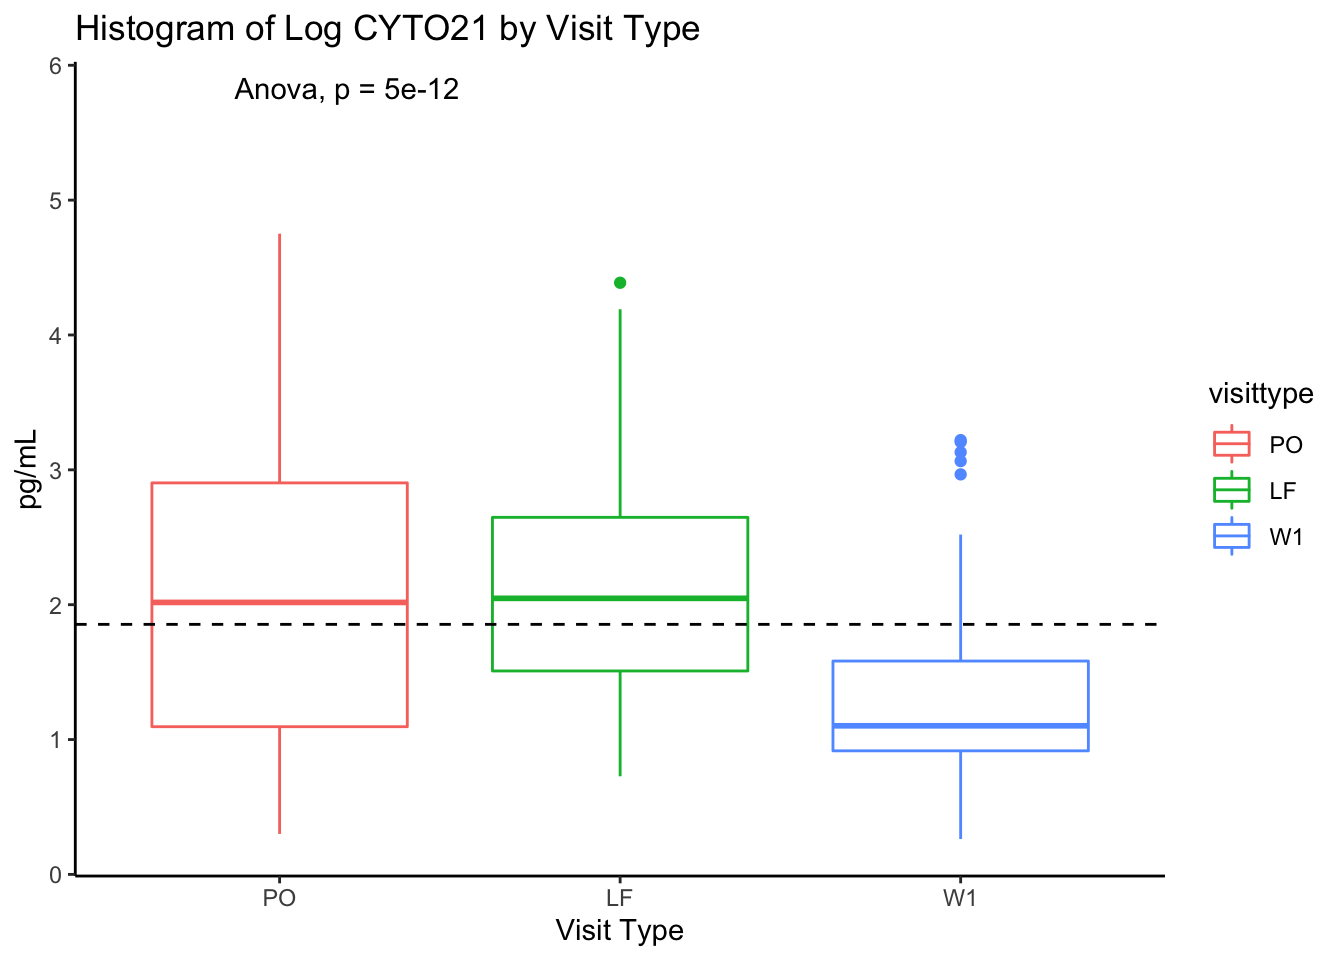 Histogram of Log CYTO21 by Visit Type
Anova, p = 5e-12
6
5
4
3
2
1
0
pg/mL
PO
LF
W1
Visit Type
visittype
PO
LF
W1